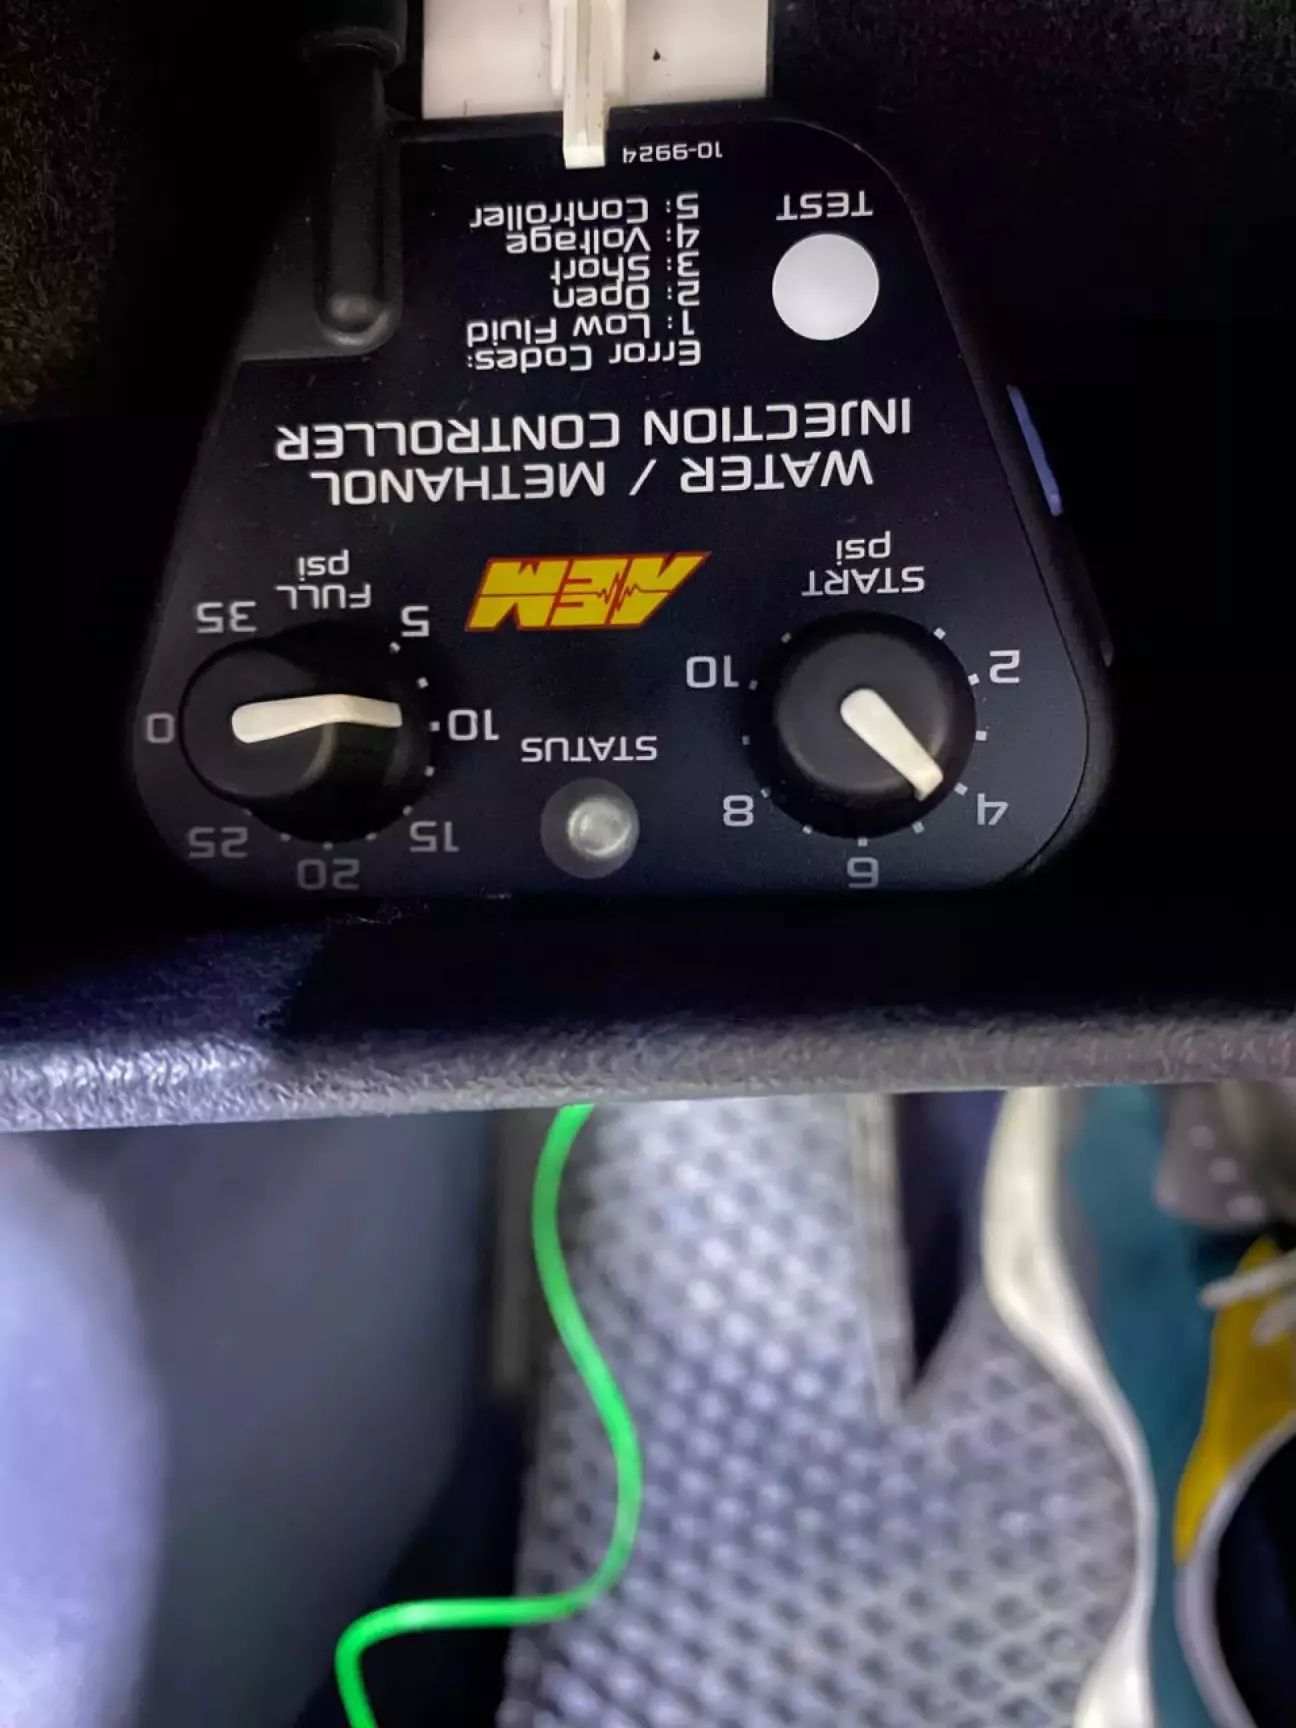 6
20
4
8
15
25
STATUS
10
2
10
5
35
START
psi
FULL
psi
AEM
WATER / METHANOL
INJECTION CONTROLLER
Error Codes:
1: Low Fluid
2: Open
3: Short
4: Voltage
5: Controller
TEST
10-9924